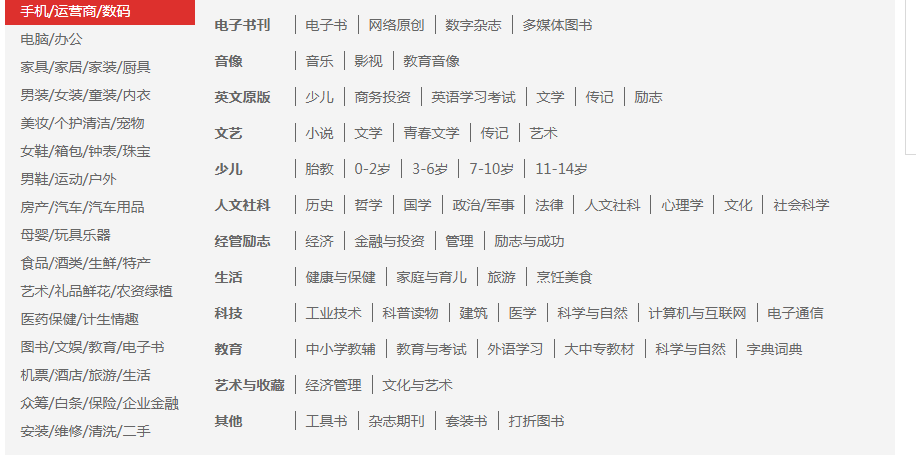 手机/运营商/数码
电脑/办公
家具/家居/家装/厨具
男装/女装/童装/内衣
美妆/个护清洁/宠物
女鞋/箱包/钟表/珠宝
男鞋/运动/户外
房产/汽车/汽车用品
母婴/玩具乐器
食品/酒类/生鲜/特产
艺术/礼品鲜花/农资绿植
医药保健/计生情趣
图书/文娱/教育/电子书
机票/酒店/旅游/生活
众筹/白条/保险/企业金融
安装/维修/清洗/二手
电子书刊 电子书 网络原创 数字杂志 多媒体图书
音像 音乐 影视 教育音像
英文原版 少儿 商务投资 英语学习考试 文学 传记 励志
文艺 小说 文学 青春文学 传记 艺术
少儿 胎教 0-2岁 3-6岁 7-10岁 11-14岁
人文社科 历史 哲学 国学 政治/军事 法律 人文社科 心理学 文化 社会科学
经管励志 经济 金融与投资 管理 励志与成功
生活 健康与保健 家庭与育儿 旅游 烹饪美食
科技 工业技术 科普读物 建筑 医学 科学与自然 计算机与互联网 电子通信
教育 中小学教辅 教育与考试 外语学习 大中专教材 科学与自然 字典词典
艺术与收藏 经济管理 文化与艺术
其他 工具书 杂志期刊 套装书 打折图书